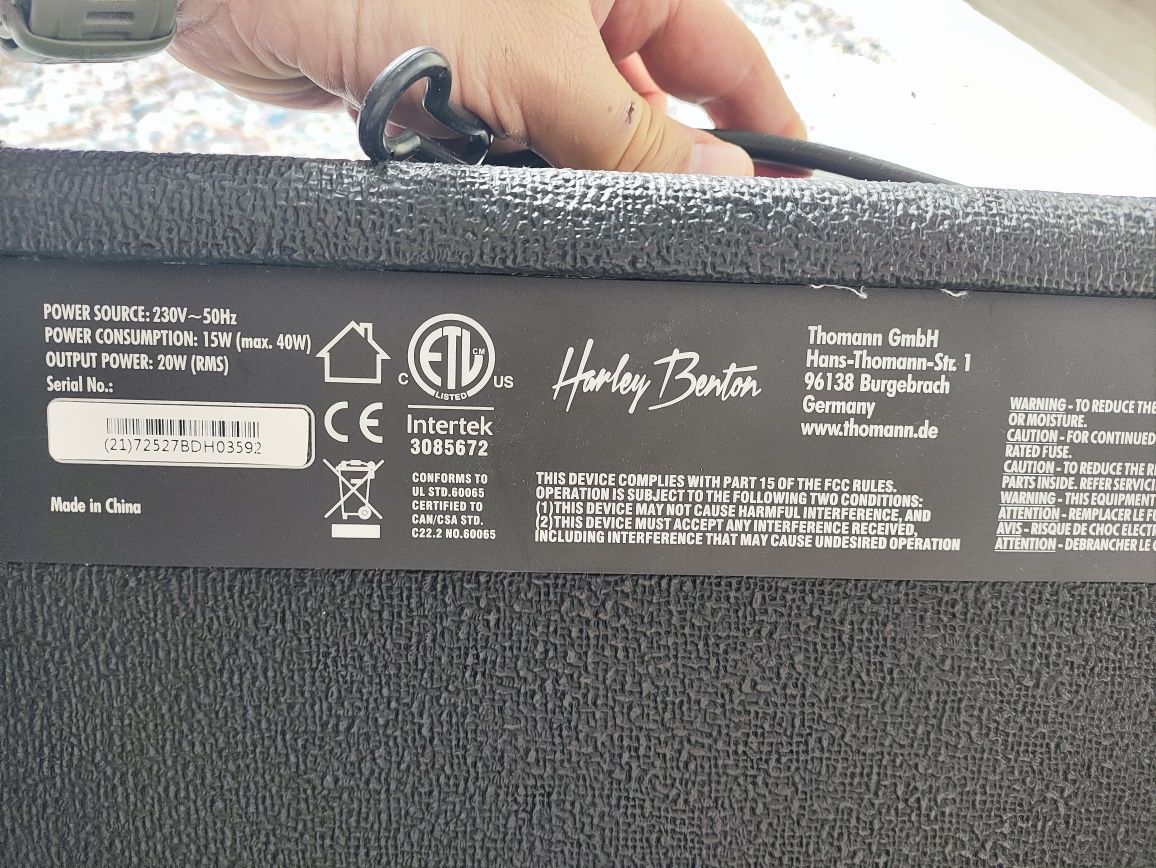 POWER SOURCE: 230V~50Hz
POWER CONSUMPTION: 15W (max. 40W)
OUTPUT POWER: 20W (RMS)
Serial No.:
(21)72527BDH03592
Made in China
ETL CM
LISTED
C US
Intertek
3085672
CONFORMS TO
UL STD.60065
CERTIFIED TO
CAN/CSA STD.
C22.2 NO.60065
CE
Harley Benton
THIS DEVICE COMPLIES WITH PART 15 OF THE FCC RULES.
OPERATION IS SUBJECT TO THE FOLLOWING TWO CONDITIONS:
(1)THIS DEVICE MAY NOT CAUSE HARMFUL INTERFERENCE, AND
(2)THIS DEVICE MUST ACCEPT ANY INTERFERENCE RECEIVED,
INCLUDING INTERFERENCE THAT MAY CAUSE UNDESIRED OPERATION
Thomann GmbH
Hans-Thomann-Str. 1
96138 Burgebrach
Germany
www.thomann.de
WARNING - TO REDUCE THE
OR MOISTURE.
CAUTION - FOR CONTINUED
RATED FUSE.
CAUTION - TO REDUCE THE
PARTS INSIDE. REFER
WARNING - THIS EQUIPMENT
ATTENTION - REMPLACER LE
AVIS - RISQUE DE CHOC
ATTENTION - DEBRANCHER LE